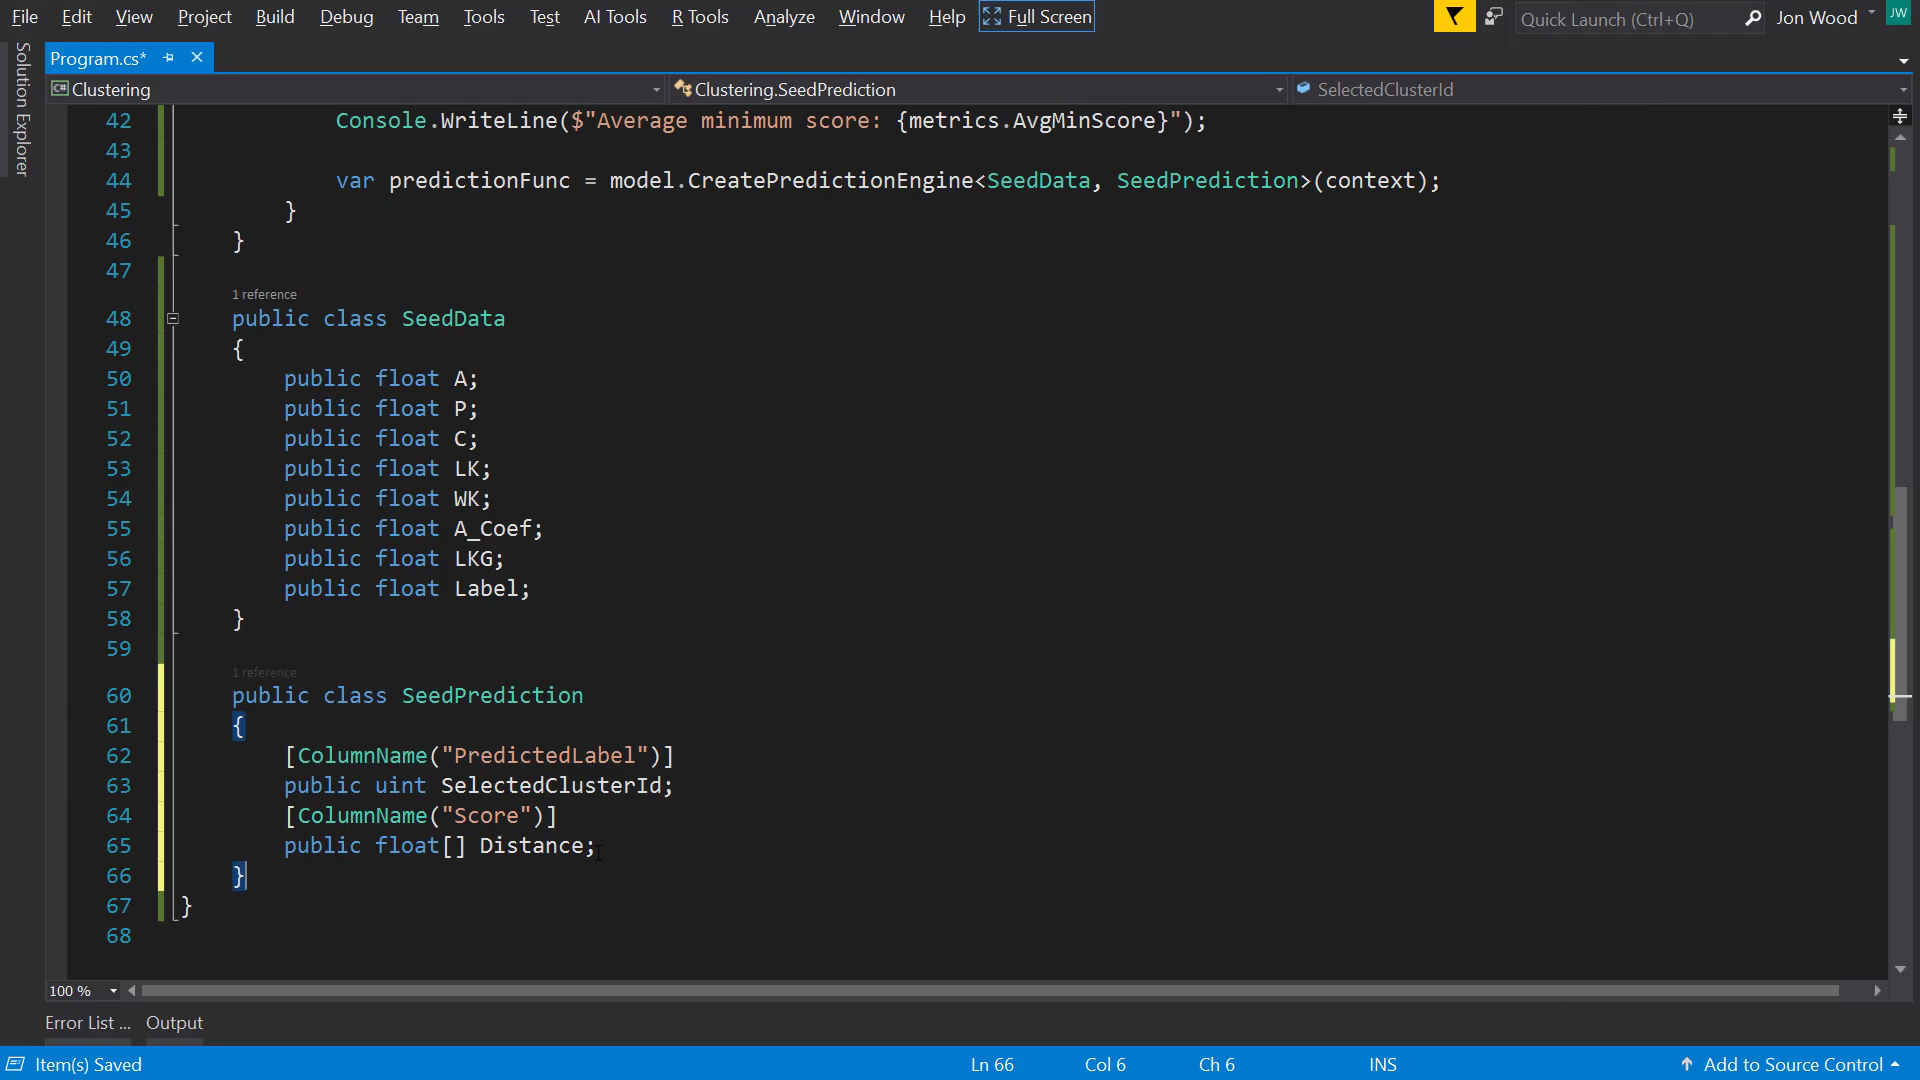 File Edit View Project Build Debug Team Tools Test AI Tools R Tools Analyze Window Help Full Screen Quick Launch (Ctrl+Q) Jon Wood JW
Solution Explorer
Program.cs*
C# Clustering Clustering.SeedPrediction SelectedClusterId
42 Console.WriteLine($"Average minimum score: {metrics.AvgMinScore}");
43
44 var predictionFunc = model.CreatePredictionEngine<SeedData, SeedPrediction>(context);
45 }
46 }
47
1 reference
48 public class SeedData
49 {
50 public float A;
51 public float P;
52 public float C;
53 public float LK;
54 public float WK;
55 public float A_Coef;
56 public float LKG;
57 public float Label;
58 }
59
1 reference
60 public class SeedPrediction
61 {
62 [ColumnName("PredictedLabel")]
63 public uint SelectedClusterId;
64 [ColumnName("Score")]
65 public float[] Distance;
66 }
67 }
68
100 %
Error List ... Output
Item(s) Saved Ln 66 Col 6 Ch 6 INS Add to Source Control